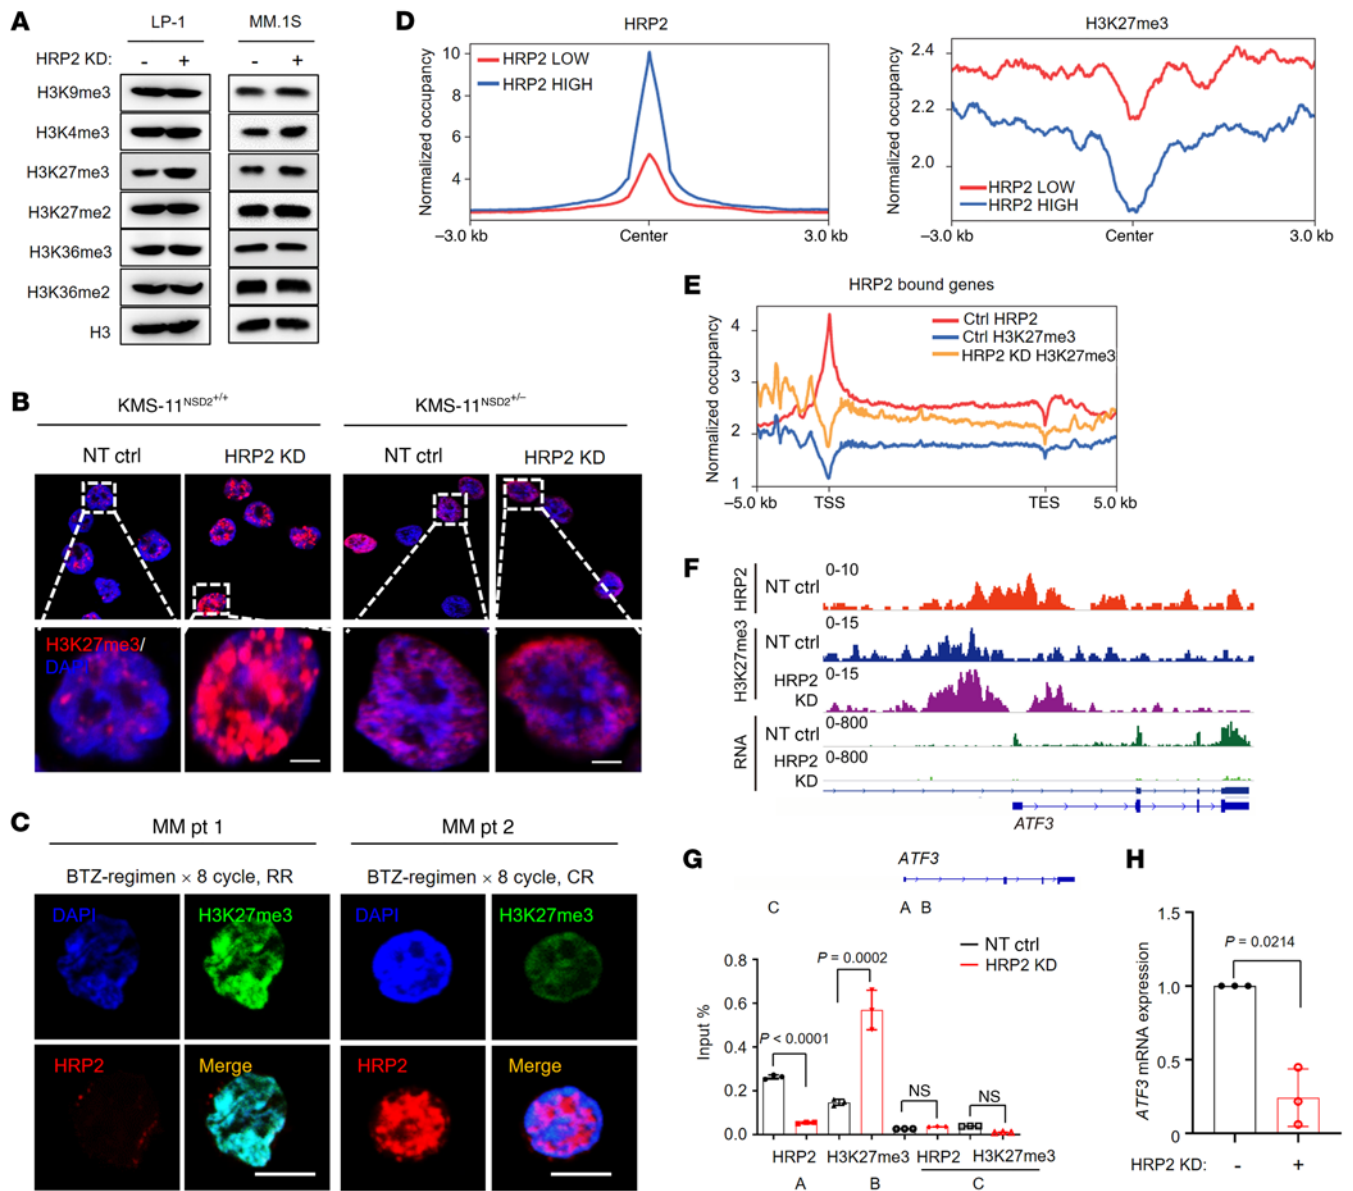 A
LP-1 MM.1S
HRP2 KD: - + - +
H3K9me3
H3K4me3
H3K27me3
H3K27me2
H3K36me3
H3K36me2
H3
B
KMS-11NSD2+/+ KMS-11NSD2+/–
NT ctrl HRP2 KD NT ctrl HRP2 KD
H3K27me3/
DAPI
C
MM pt 1 MM pt 2
BTZ-regimen × 8 cycle, RR BTZ-regimen × 8 cycle, CR
DAPI H3K27me3 DAPI H3K27me3
HRP2 Merge HRP2 Merge
D
HRP2
Normalized occupancy
10
8
6
4
HRP2 LOW
HRP2 HIGH
–3.0 kb Center 3.0 kb
H3K27me3
Normalized occupancy
2.4
2.2
2.0
HRP2 LOW
HRP2 HIGH
–3.0 kb Center 3.0 kb
E
HRP2 bound genes
Normalized occupancy
4
3
2
1
Ctrl HRP2
Ctrl H3K27me3
HRP2 KD H3K27me3
–5.0 kb TSS TES 5.0 kb
F
HRP2 NT ctrl 0-10
H3K27me3 NT ctrl 0-15
HRP2 KD 0-15
RNA NT ctrl 0-800
HRP2 KD 0-800
ATF3
G
ATF3
C A B
NT ctrl
HRP2 KD
Input %
0.8
0.6
0.4
0.2
0.0
P < 0.0001
P = 0.0002
NS NS
HRP2 H3K27me3 HRP2 H3K27me3
A B C
H
ATF3 mRNA expression
1.5
1.0
0.5
0
P = 0.0214
HRP2 KD: - +